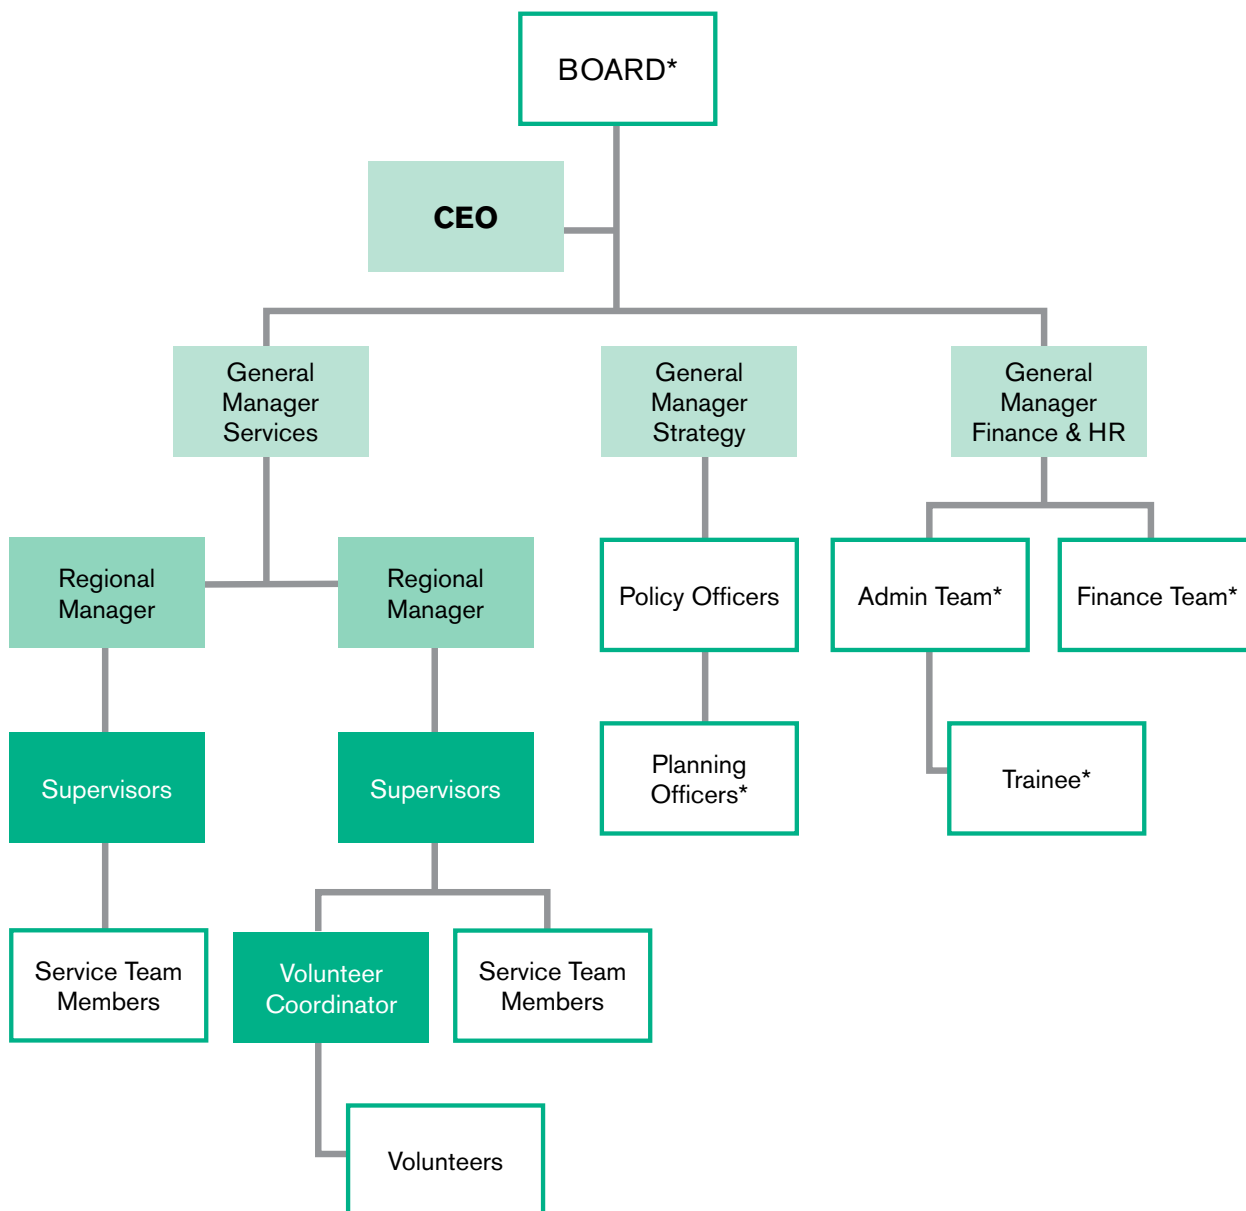 BOARD*
CEO
General
Manager
Services
General
Manager
Strategy
General
Manager
Finance & HR
Regional
Manager
Regional
Manager
Policy Officers
Admin Team*
Finance Team*
Supervisors
Supervisors
Planning
Officers*
Trainee*
Service Team
Members
Volunteer
Coordinator
Service Team
Members
Volunteers